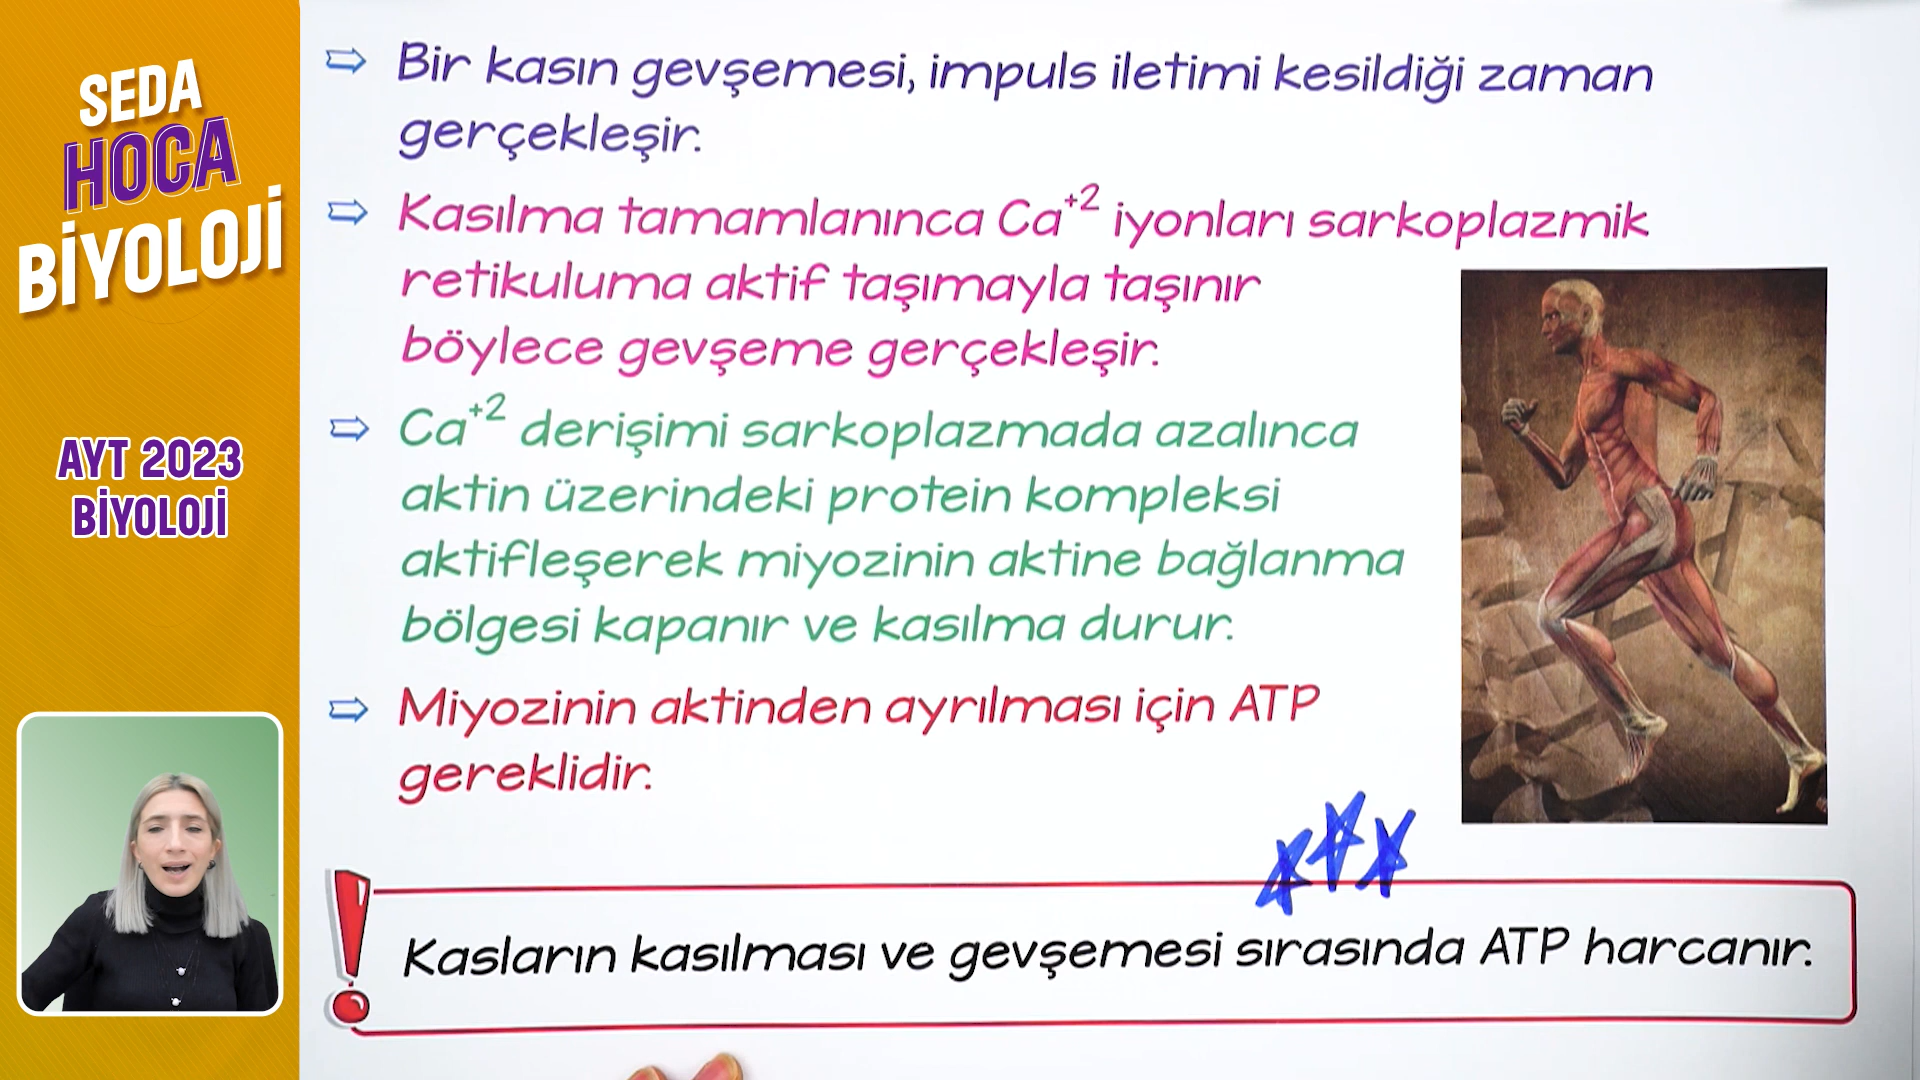 SEDA
HOCA
BİYOLOJİ
AYT 2023
BİYOLOJİ
Bir kasın gevşemesi, impuls iletimi kesildiği zaman
gerçekleşir.
Kasılma tamamlanınca Ca⁺² iyonları sarkoplazmik
retikuluma aktif taşımayla taşınır
böylece gevşeme gerçekleşir.
Ca⁺² derişimi sarkoplazmada azalınca
aktin üzerindeki protein kompleksi
aktifleşerek miyozinin aktine bağlanma
bölgesi kapanır ve kasılma durur.
Miyozinin aktinden ayrılması için ATP
gereklidir.
Kasların kasılması ve gevşemesi sırasında ATP harcanır.